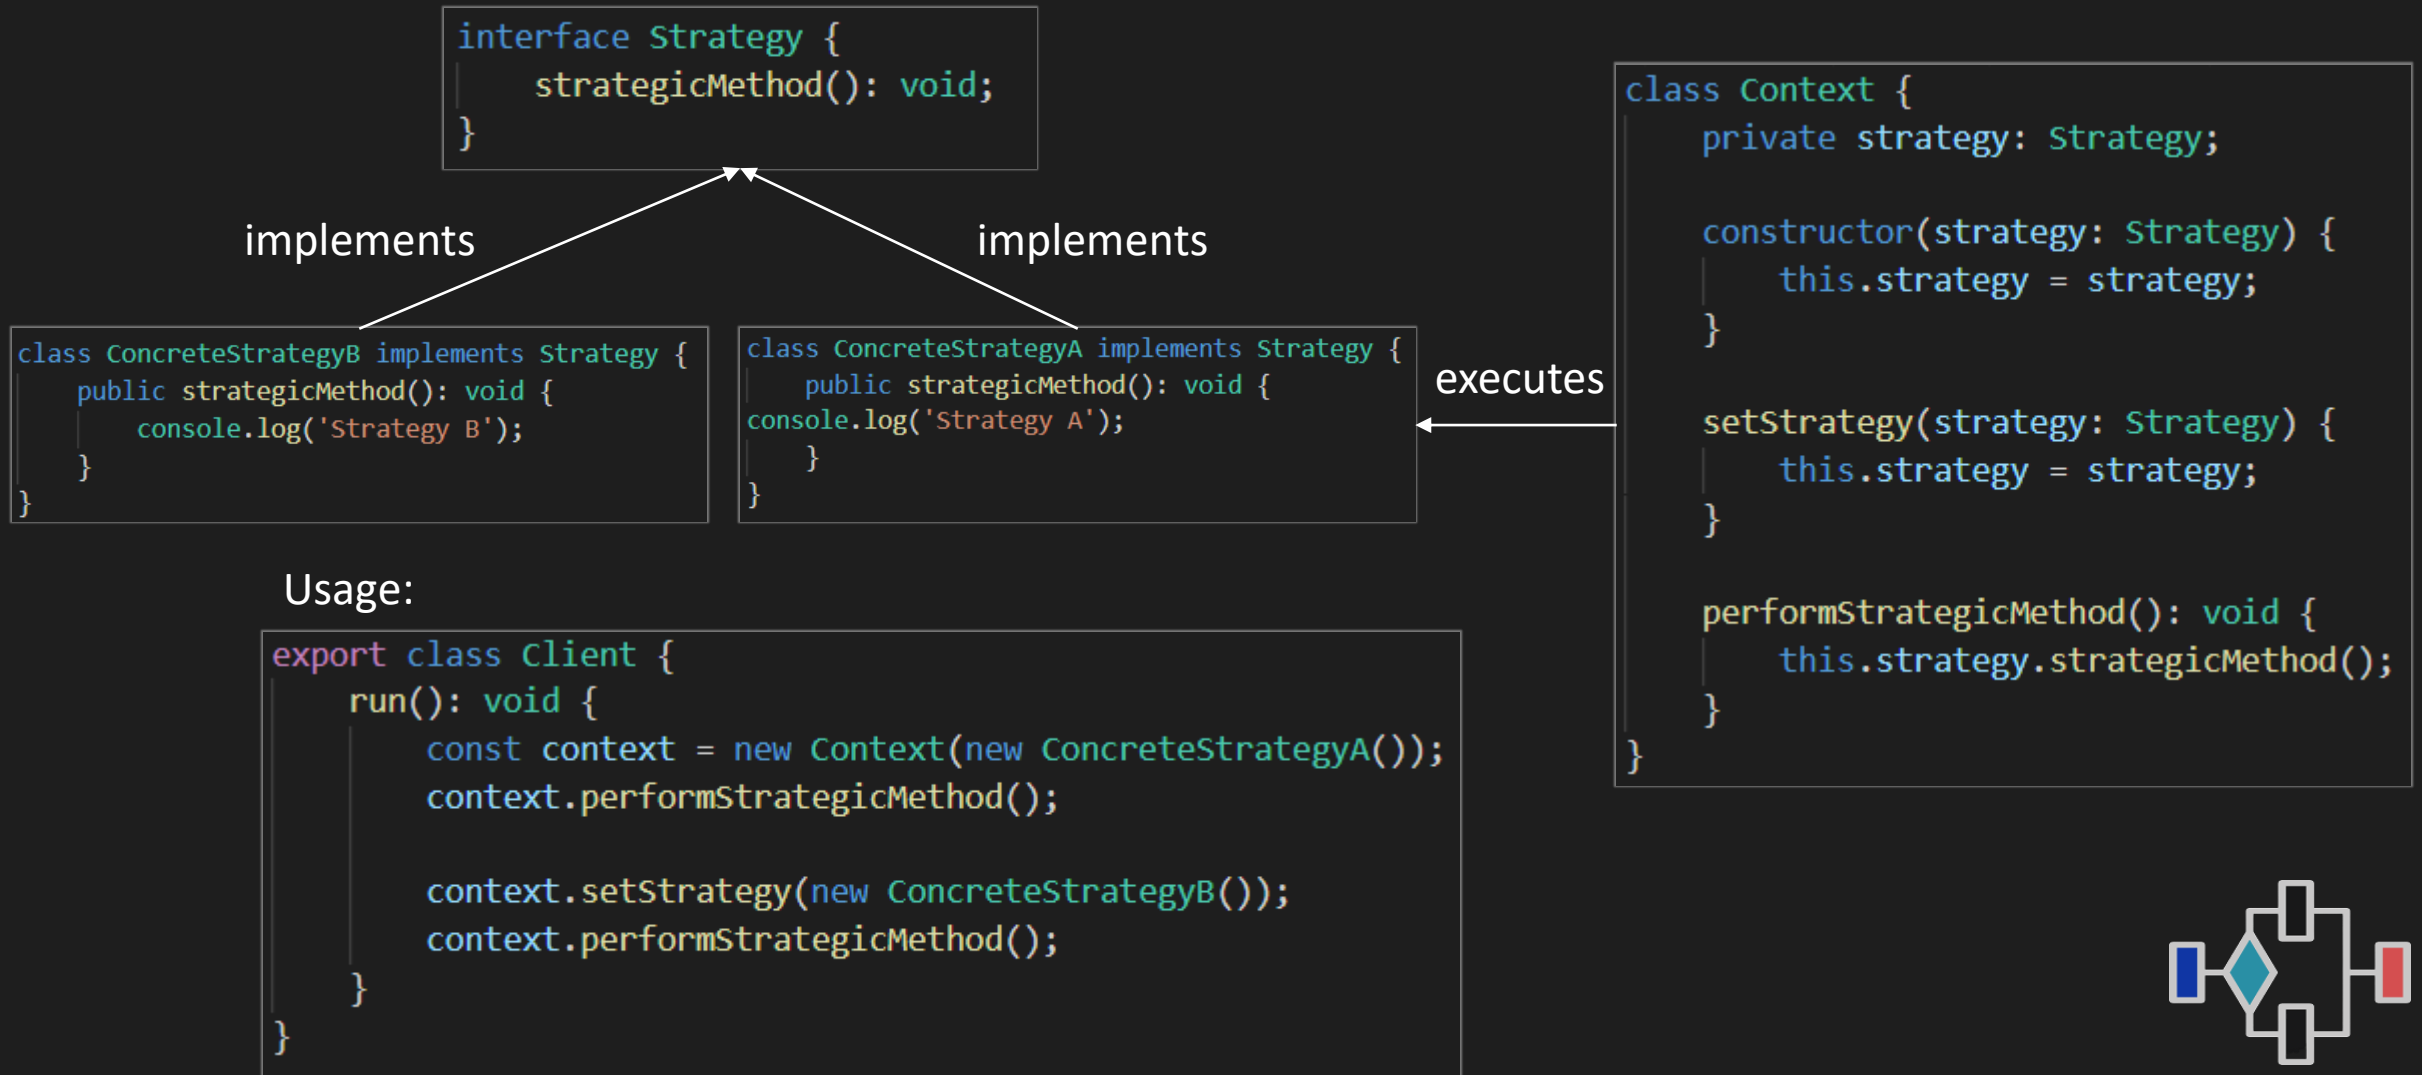 interface Strategy {
    strategicMethod(): void;
}
implements
implements
class ConcreteStrategyB implements Strategy {
    public strategicMethod(): void {
        console.log('Strategy B');
    }
}
class ConcreteStrategyA implements Strategy {
    public strategicMethod(): void {
console.log('Strategy A');
    }
}
executes
class Context {
    private strategy: Strategy;
    constructor(strategy: Strategy) {
        this.strategy = strategy;
    }
    setStrategy(strategy: Strategy) {
        this.strategy = strategy;
    }
    performStrategicMethod(): void {
        this.strategy.strategicMethod();
    }
}
Usage:
export class Client {
    run(): void {
        const context = new Context(new ConcreteStrategyA());
        context.performStrategicMethod();
        context.setStrategy(new ConcreteStrategyB());
        context.performStrategicMethod();
    }
}